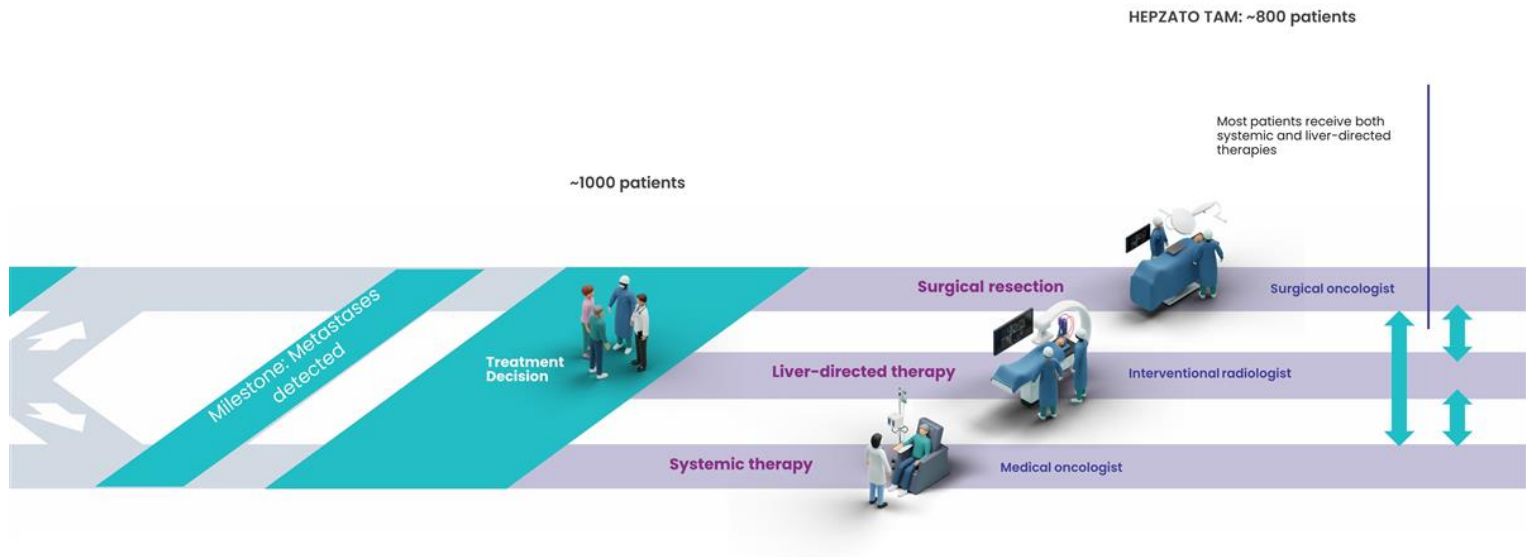 HEPZATO TAM: ~800 patients
Most patients receive both
systemic and liver-directed
therapies
~1000 patients
Milestone: Metastases
detected
Treatment
Decision
Surgical resection
Surgical oncologist
Liver-directed therapy
Interventional radiologist
Systemic therapy
Medical oncologist